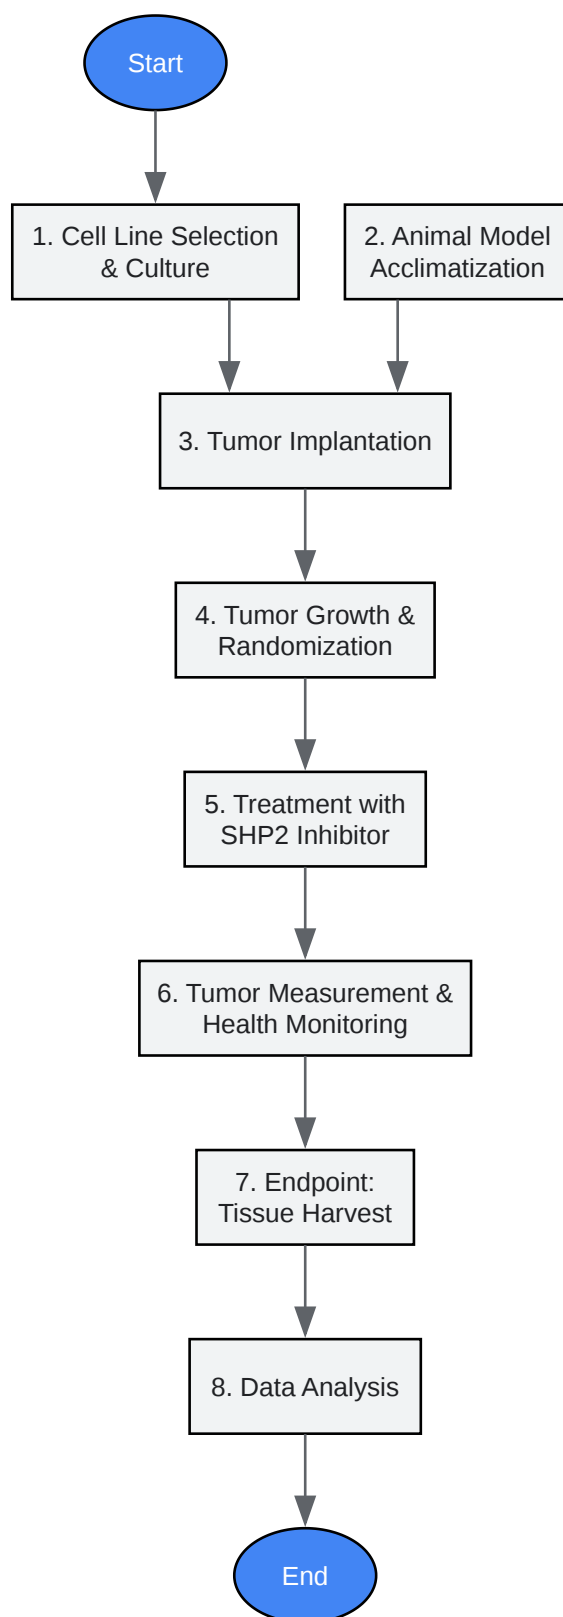 Start
1. Cell Line Selection
& Culture
2. Animal Model
Acclimatization
3. Tumor Implantation
4. Tumor Growth &
Randomization
5. Treatment with
SHP2 Inhibitor
6. Tumor Measurement &
Health Monitoring
7. Endpoint:
Tissue Harvest
8. Data Analysis
End